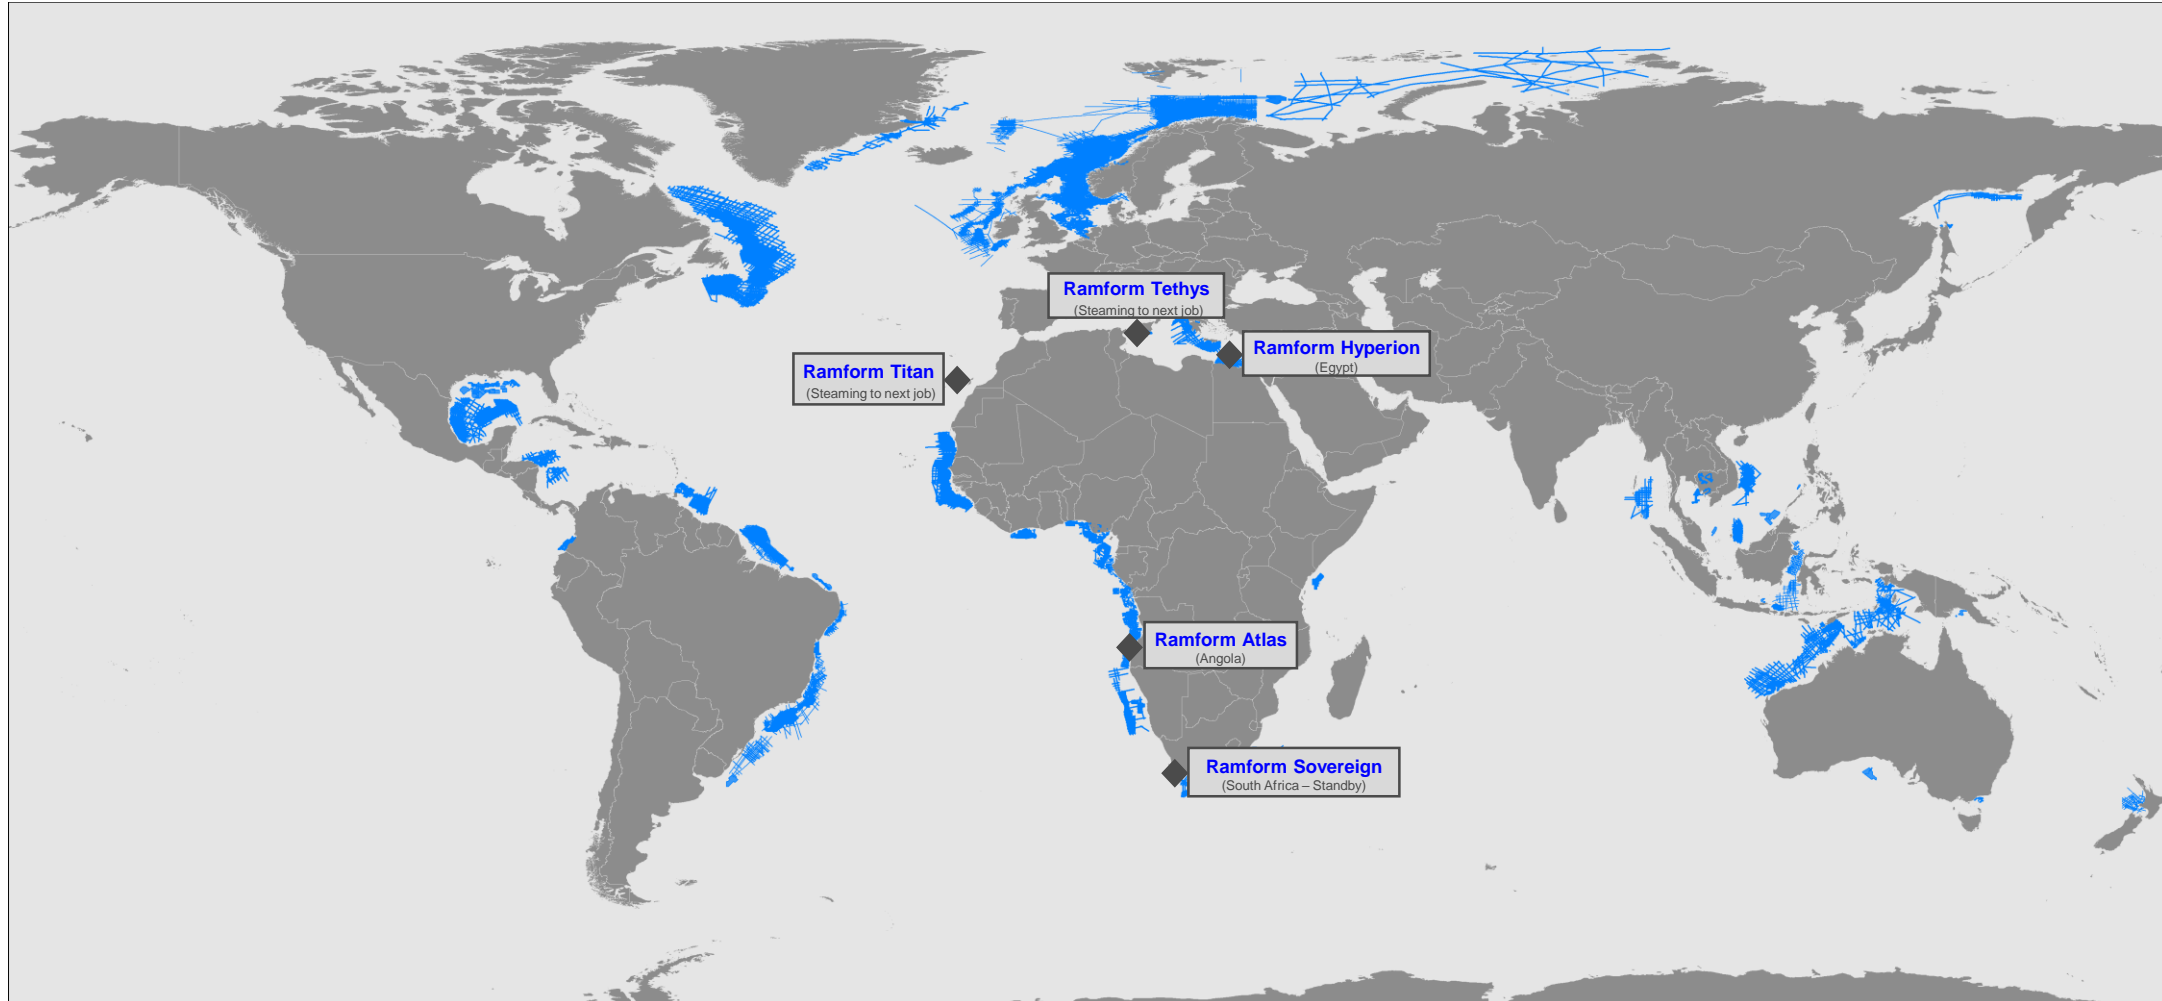 Ramform Tethys
(Steaming to next job)
Ramform Hyperion
(Egypt)
Ramform Titan
(Steaming to next job)
Ramform Atlas
(Angola)
Ramform Sovereign
(South Africa – Standby)